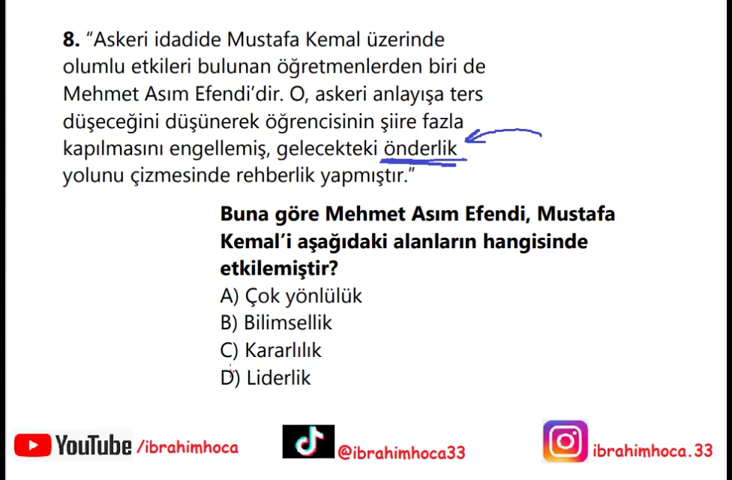 8. “Askeri idadide Mustafa Kemal üzerinde
olumlu etkileri bulunan öğretmenlerden biri de
Mehmet Asım Efendi’dir. O, askeri anlayışa ters
düşeceğini düşünerek öğrencisinin şiire fazla
kapılmasını engellemiş, gelecekteki önderlik
yolunu çizmesinde rehberlik yapmıştır.”
Buna göre Mehmet Asım Efendi, Mustafa
Kemal’i aşağıdaki alanların hangisinde
etkilemiştir?
A) Çok yönlülük
B) Bilimsellik
C) Kararlılık
D) Liderlik
YouTube /ibrahimhoca
@ibrahimhoca33
ibrahimhoca.33